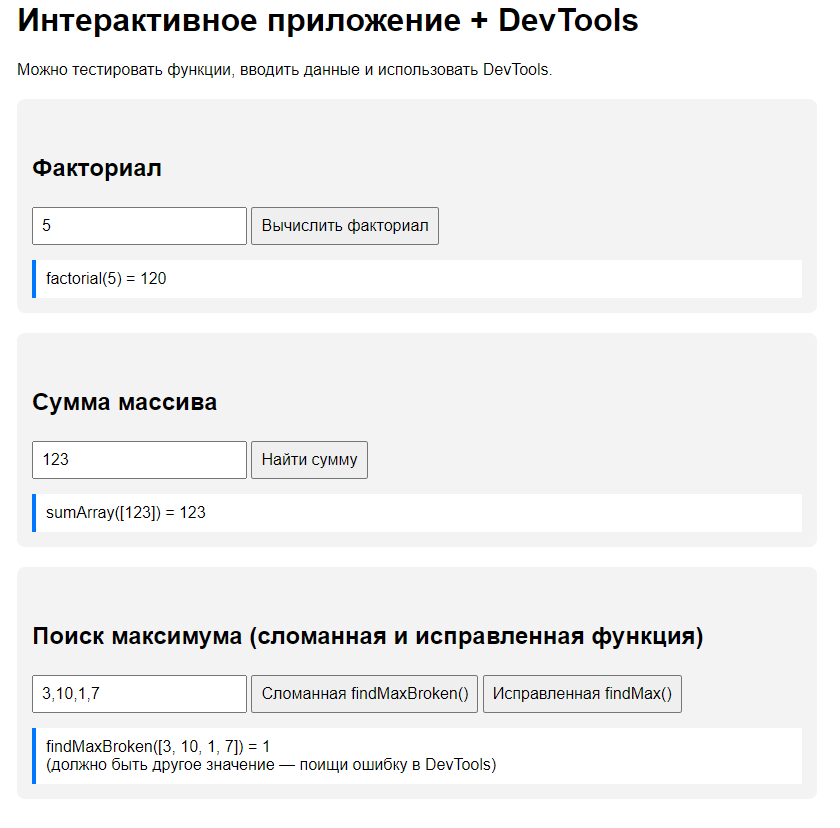 Интерактивное приложение + DevTools
Можно тестировать функции, вводить данные и использовать DevTools.
Факториал
5 Вычислить факториал
factorial(5) = 120
Сумма массива
123 Найти сумму
sumArray([123]) = 123
Поиск максимума (сломанная и исправленная функция)
3,10,1,7 Сломанная findMaxBroken() Исправленная findMax()
findMaxBroken([3, 10, 1, 7]) = 1
(должно быть другое значение — поищи ошибку в DevTools)